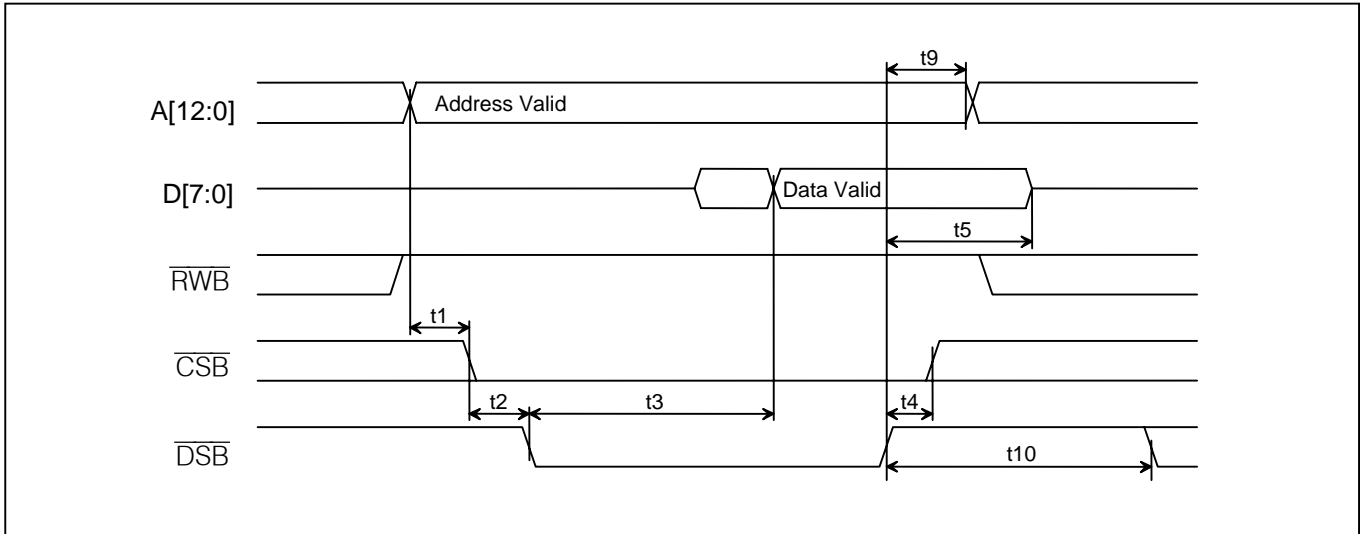 t9
A[12:0]
Address Valid
D[7:0]
Data Valid
t5
RWB
t1
CSB
t2
t3
t4
DSB
t10